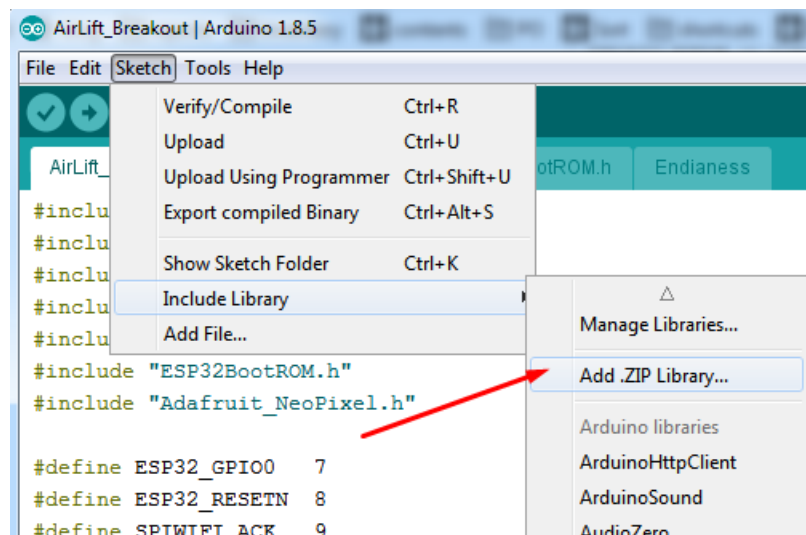 AirLift_Breakout | Arduino 1.8.5
File Edit Sketch Tools Help
Verify/Compile Ctrl+R
Upload Ctrl+U
Upload Using Programmer Ctrl+Shift+U
Export compiled Binary Ctrl+Alt+S
Show Sketch Folder Ctrl+K
Include Library
Add File...
Manage Libraries...
Add .ZIP Library...
Arduino libraries
ArduinoHttpClient
ArduinoSound
AudioZero
AirLift_ otROM.h Endianess
#inclu
#inclu
#inclu
#inclu
#inclu
#include "ESP32BootROM.h"
#include "Adafruit_NeoPixel.h"
#define ESP32_GPIO0 7
#define ESP32_RESETN 8
#define SPIWIFI_ACK 9